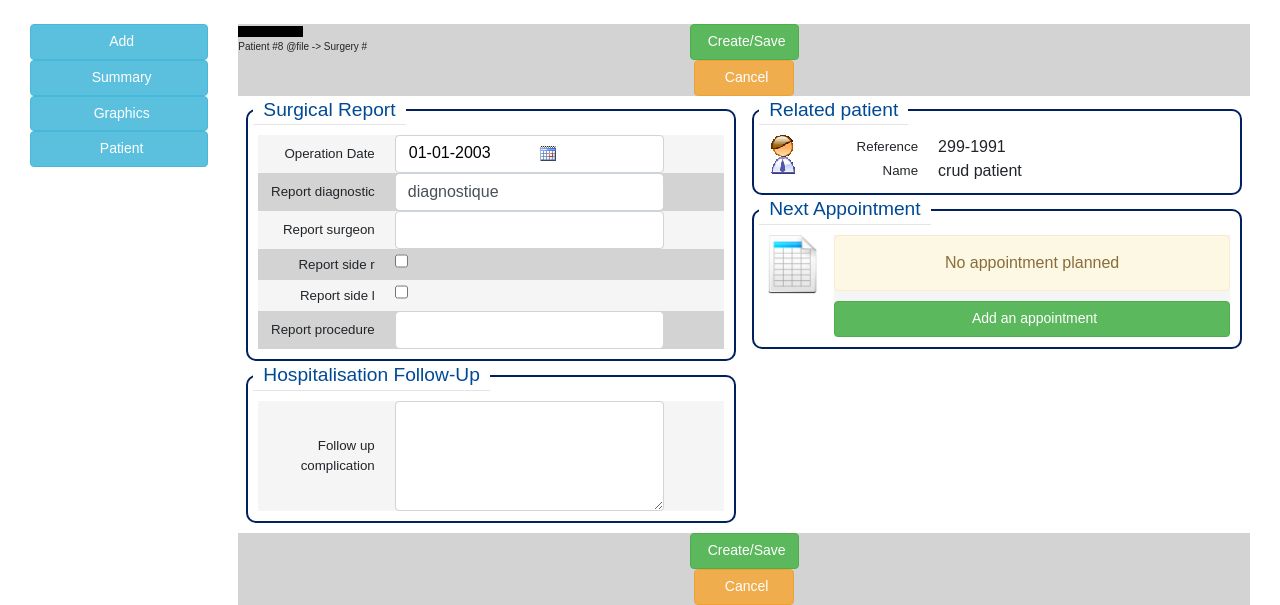 Add
Summary
Graphics
Patient
Patient #8 @file -> Surgery #
Create/Save
Cancel
Surgical Report
Operation Date 01-01-2003
Report diagnostic diagnostique
Report surgeon
Report side r
Report side l
Report procedure
Hospitalisation Follow-Up
Follow up
complication
Related patient
Reference 299-1991
Name crud patient
Next Appointment
No appointment planned
Add an appointment
Create/Save
Cancel